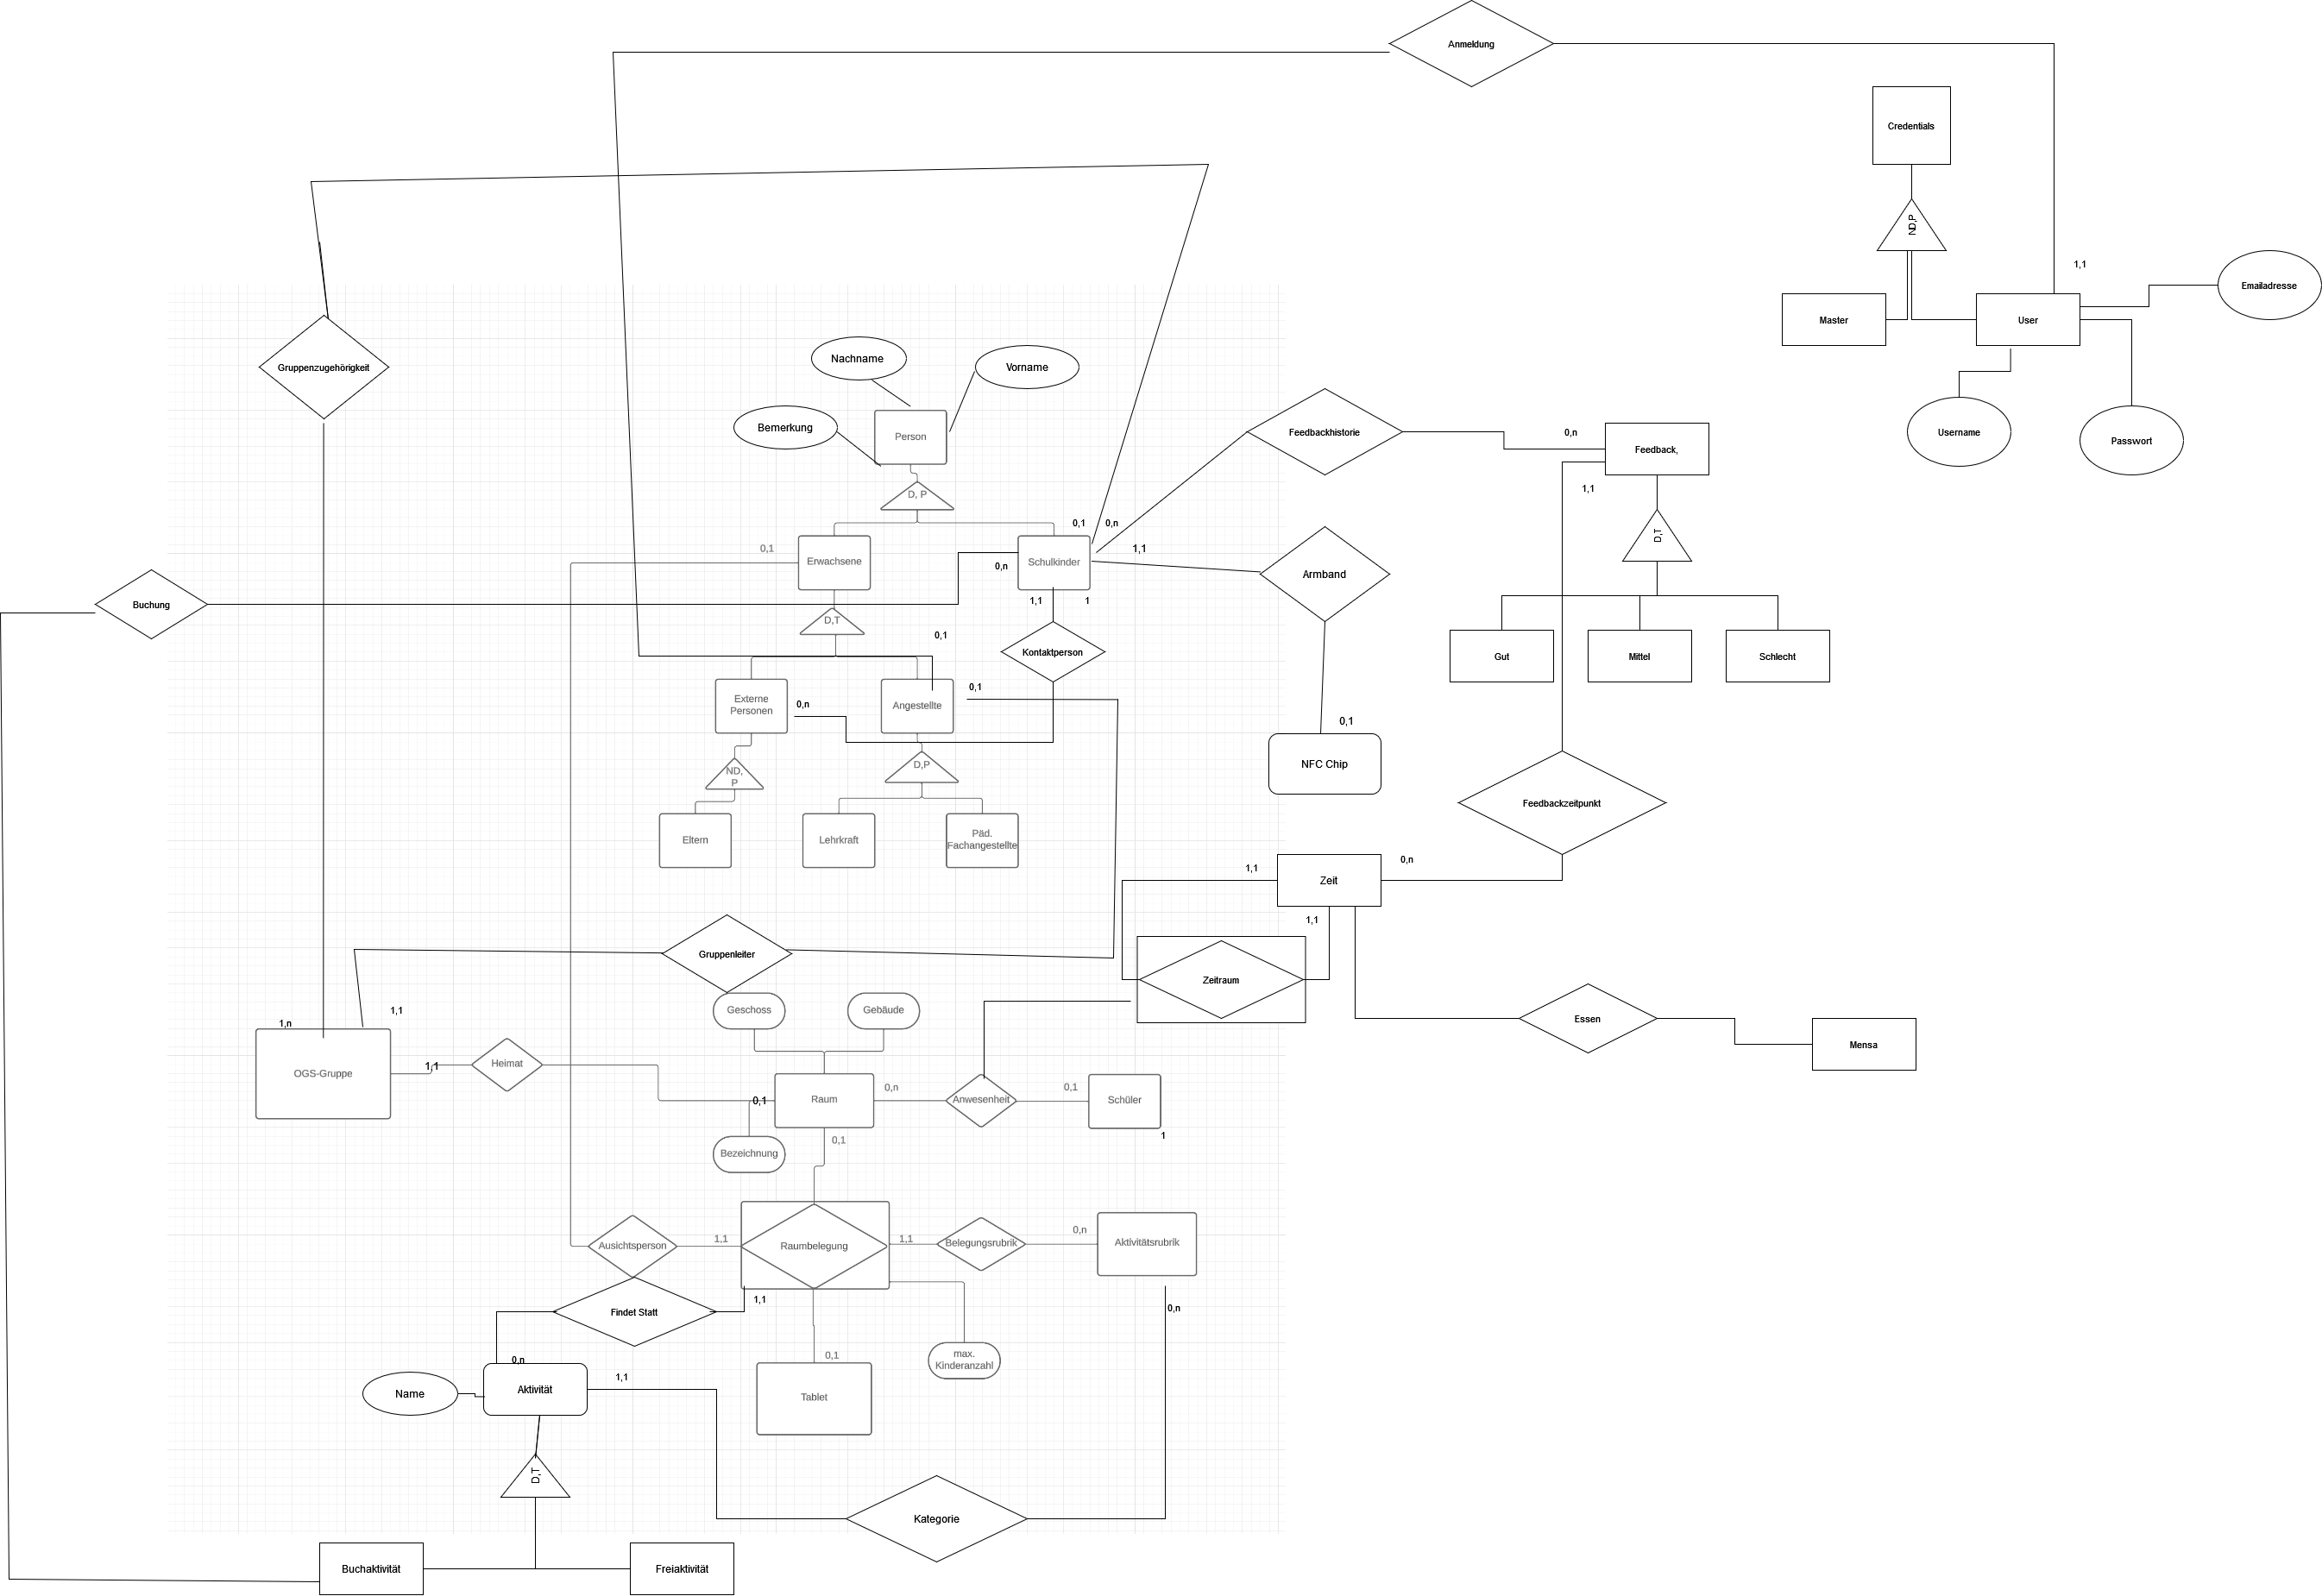 Anmeldung
Credentials
ND,P
1,1
Master
User
Emailadresse
Username
Passwort
Gruppenzugehörigkeit
Nachname
Vorname
Bemerkung
Person
D, P
Feedbackhistorie
0,n
Feedback,
1,1
D,T
Gut
Mittel
Schlecht
0,1
0,n
0,1
Erwachsene
Schulkinder
1,1
0,n
Armband
Buchung
1,1
1
D,T
0,1
Kontaktperson
Externe
Personen
0,n
Angestellte
0,1
0,1
NFC Chip
ND,
P
D,P
Eltern
Lehrkraft
Päd.
Fachangestellte
Feedbackzeitpunkt
1,1
Zeit
0,n
1,1
Gruppenleiter
Zeitraum
Geschoss
Gebäude
1,1
1,n
Essen
Mensa
OGS-Gruppe
1,1
Heimat
0,1
Raum
0,n
Anwesenheit
0,1
Schüler
1
0,1
Bezeichnung
Ausichtsperson
1,1
Raumbelegung
1,1
Belegungsrubrik
0,n
Aktivitätsrubrik
Findet Statt
1,1
0,n
0,n
0,1
max.
Kinderanzahl
Name
Aktivität
1,1
Tablet
D,T
Kategorie
Buchaktivität
Freiaktivität